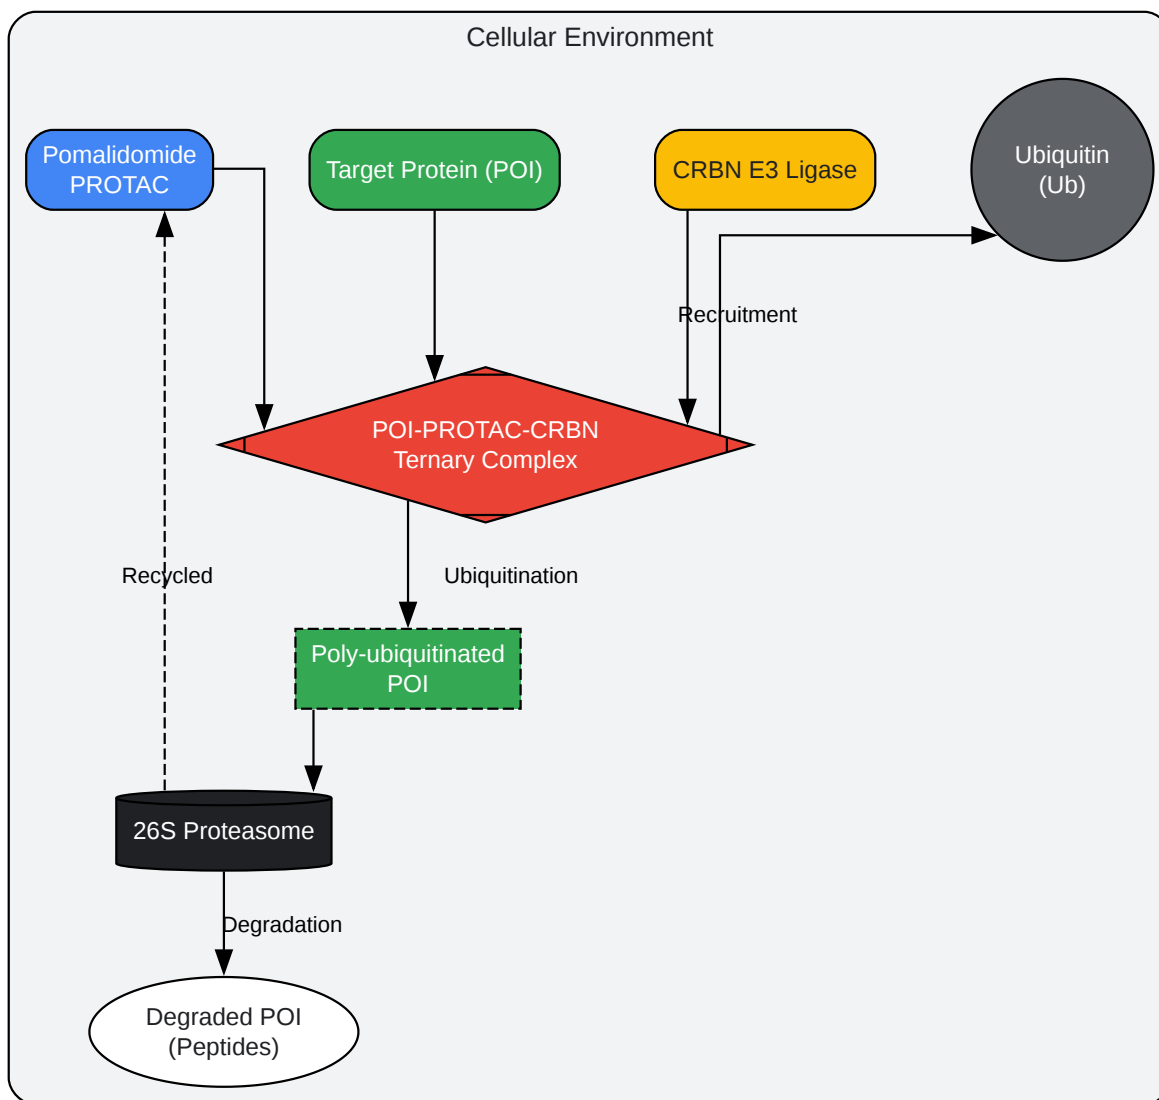 Cellular Environment
Pomalidomide
PROTAC
Target Protein (POI)
CRBN E3 Ligase
Ubiquitin
(Ub)
Recruitment
POI-PROTAC-CRBN
Ternary Complex
Recycled
Ubiquitination
Poly-ubiquitinated
POI
26S Proteasome
Degradation
Degraded POI
(Peptides)